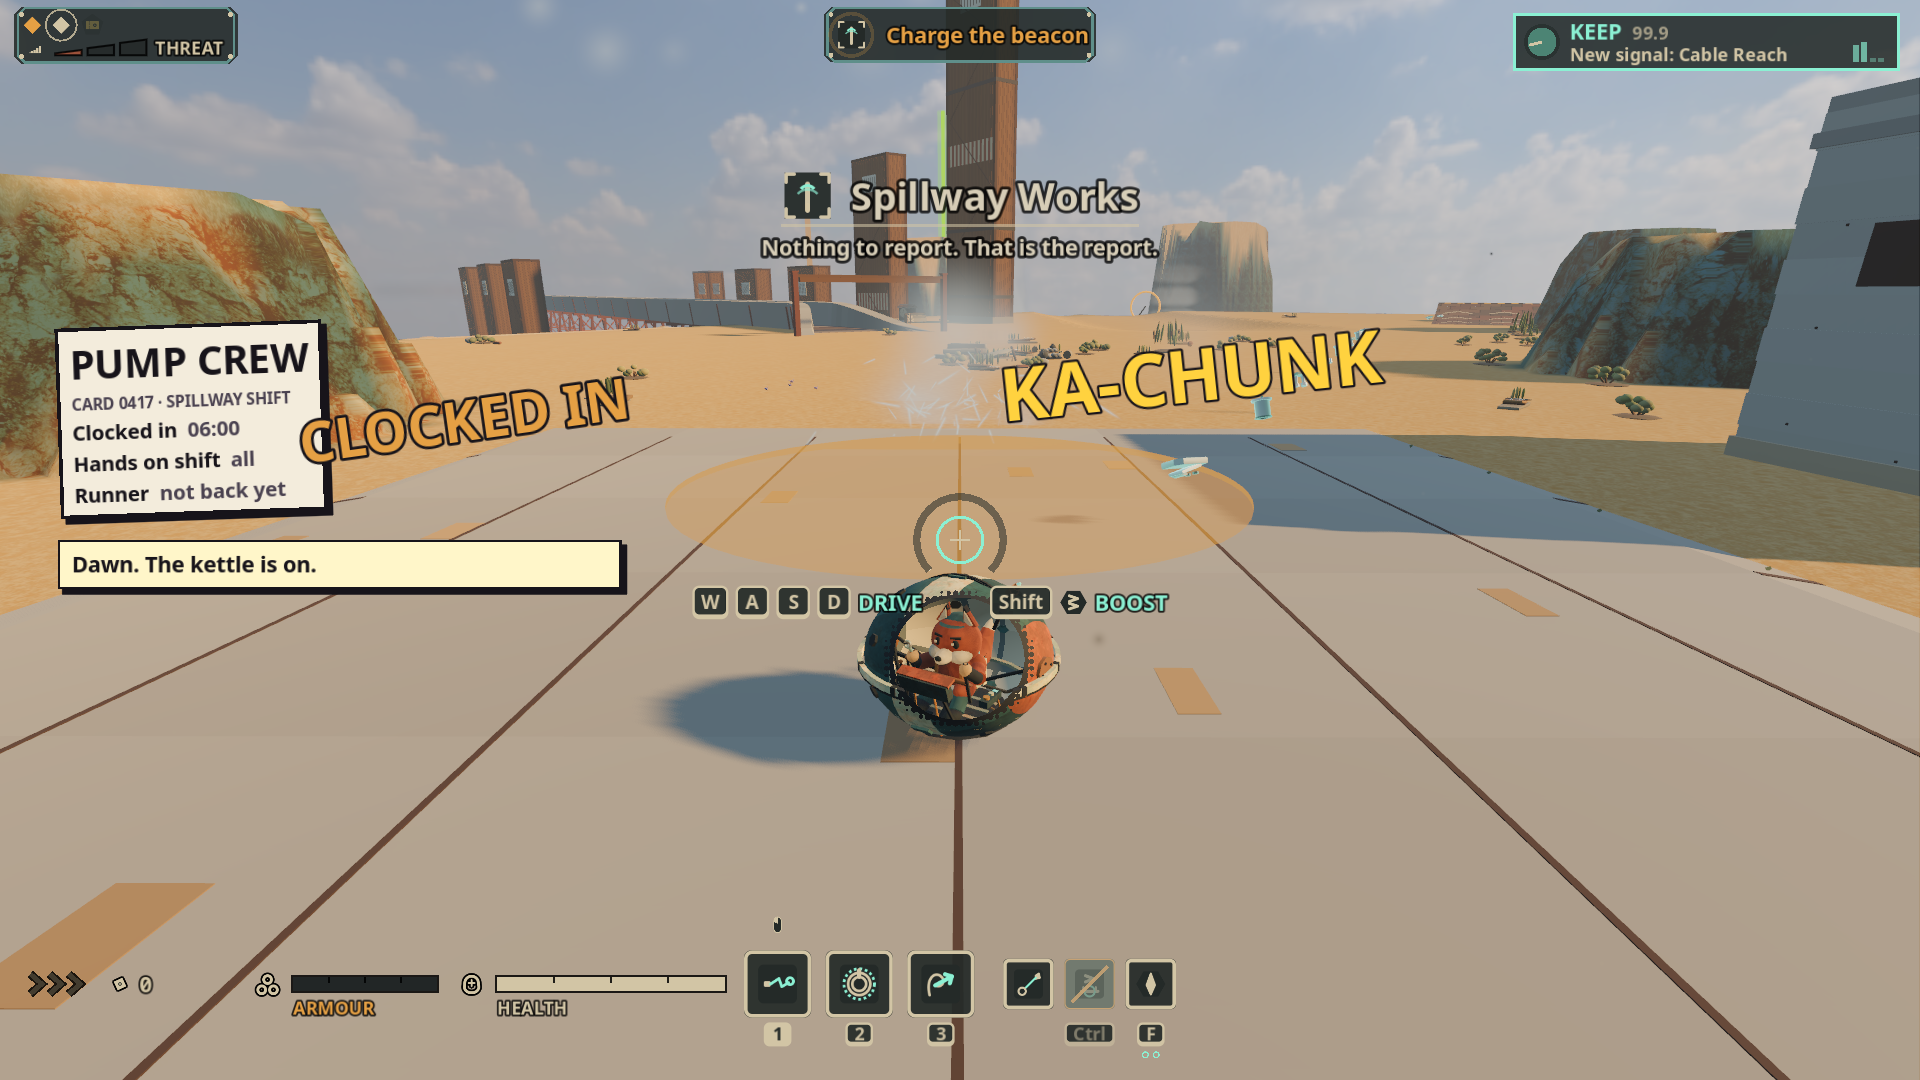 THREAT
Charge the beacon
KEEP 99.9
New signal: Cable Reach
Spillway Works
Nothing to report. That is the report.
PUMP CREW
CARD 0417 · SPILLWAY SHIFT
Clocked in 06:00
Hands on shift all
Runner not back yet
CLOCKED IN
KA-CHUNK
Dawn. The kettle is on.
W A S D DRIVE Shift BOOST
0
ARMOUR
HEALTH
1 2 3 Ctrl F